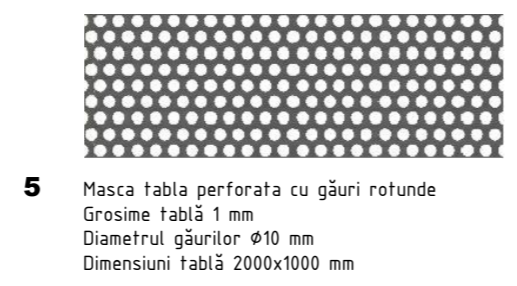 5 Masca tabla perforata cu găuri rotunde
Grosime tablă 1 mm
Diametrul găurilor Ø10 mm
Dimensiuni tablă 2000x1000 mm